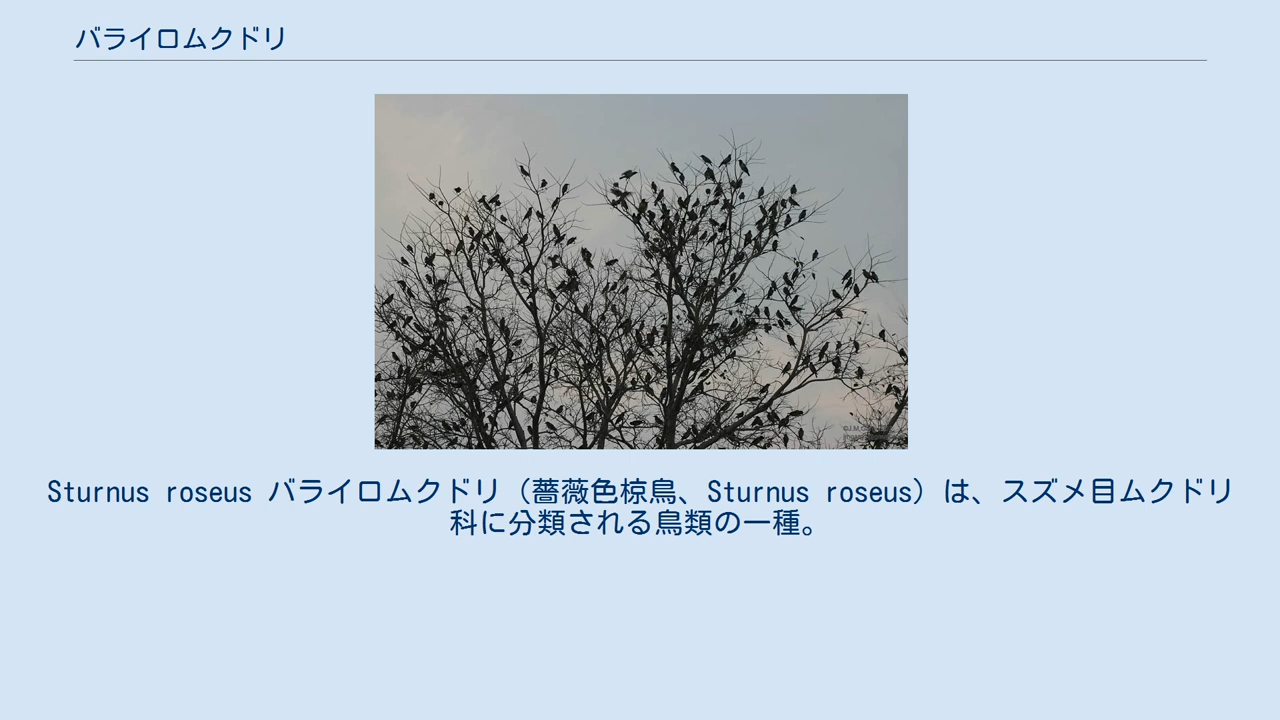 バライロムクドリ
Sturnus roseus バライロムクドリ（薔薇色椋鳥、Sturnus roseus）は、スズメ目ムクドリ
科に分類される鳥類の一種。